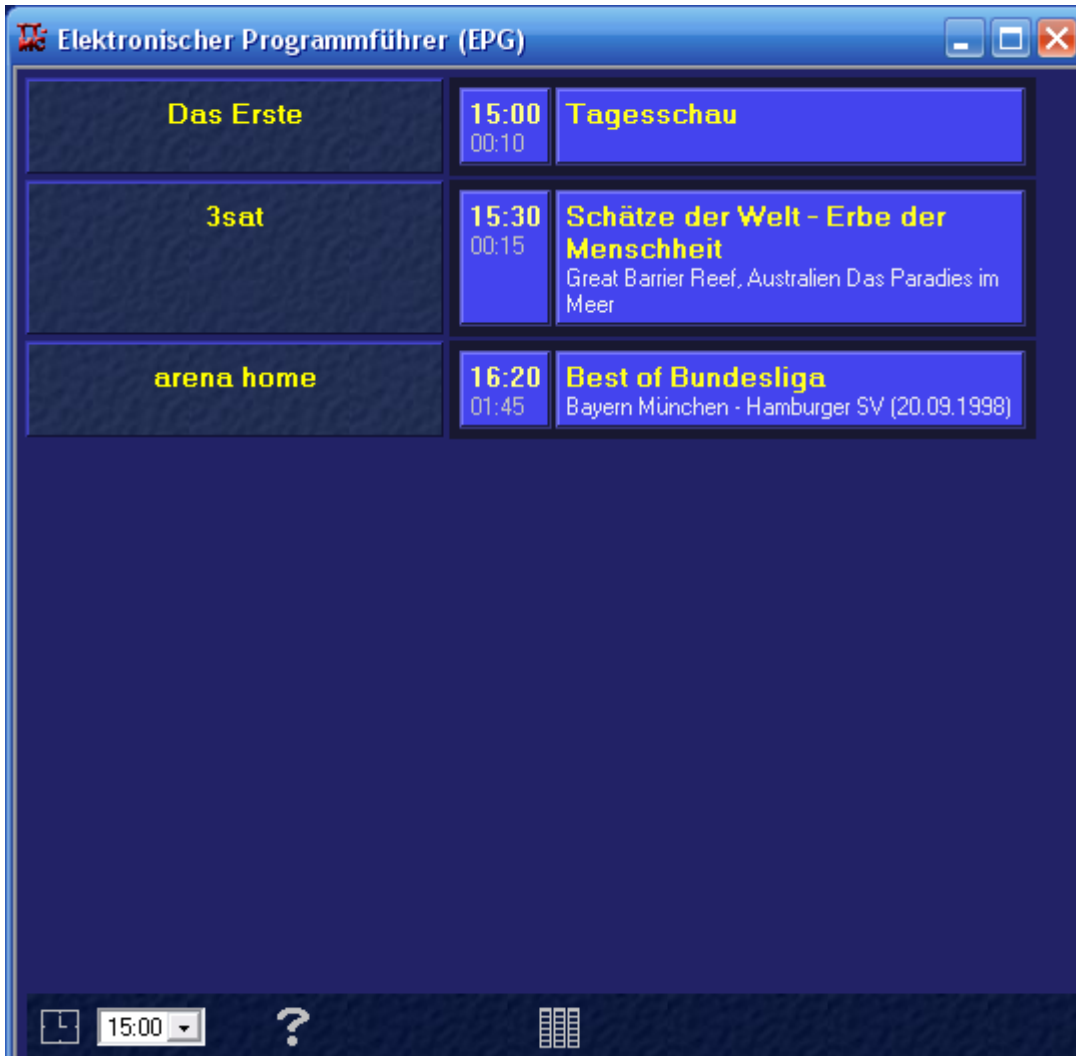 Elektronischer Programmführer (EPG)
Das Erste
15:00
00:10
Tagesschau
3sat
15:30
00:15
Schätze der Welt - Erbe der
Menschheit
Great Barrier Reef, Australien Das Paradies im
Meer
arena home
16:20
01:45
Best of Bundesliga
Bayern München - Hamburger SV (20.09.1998)
15:00
?